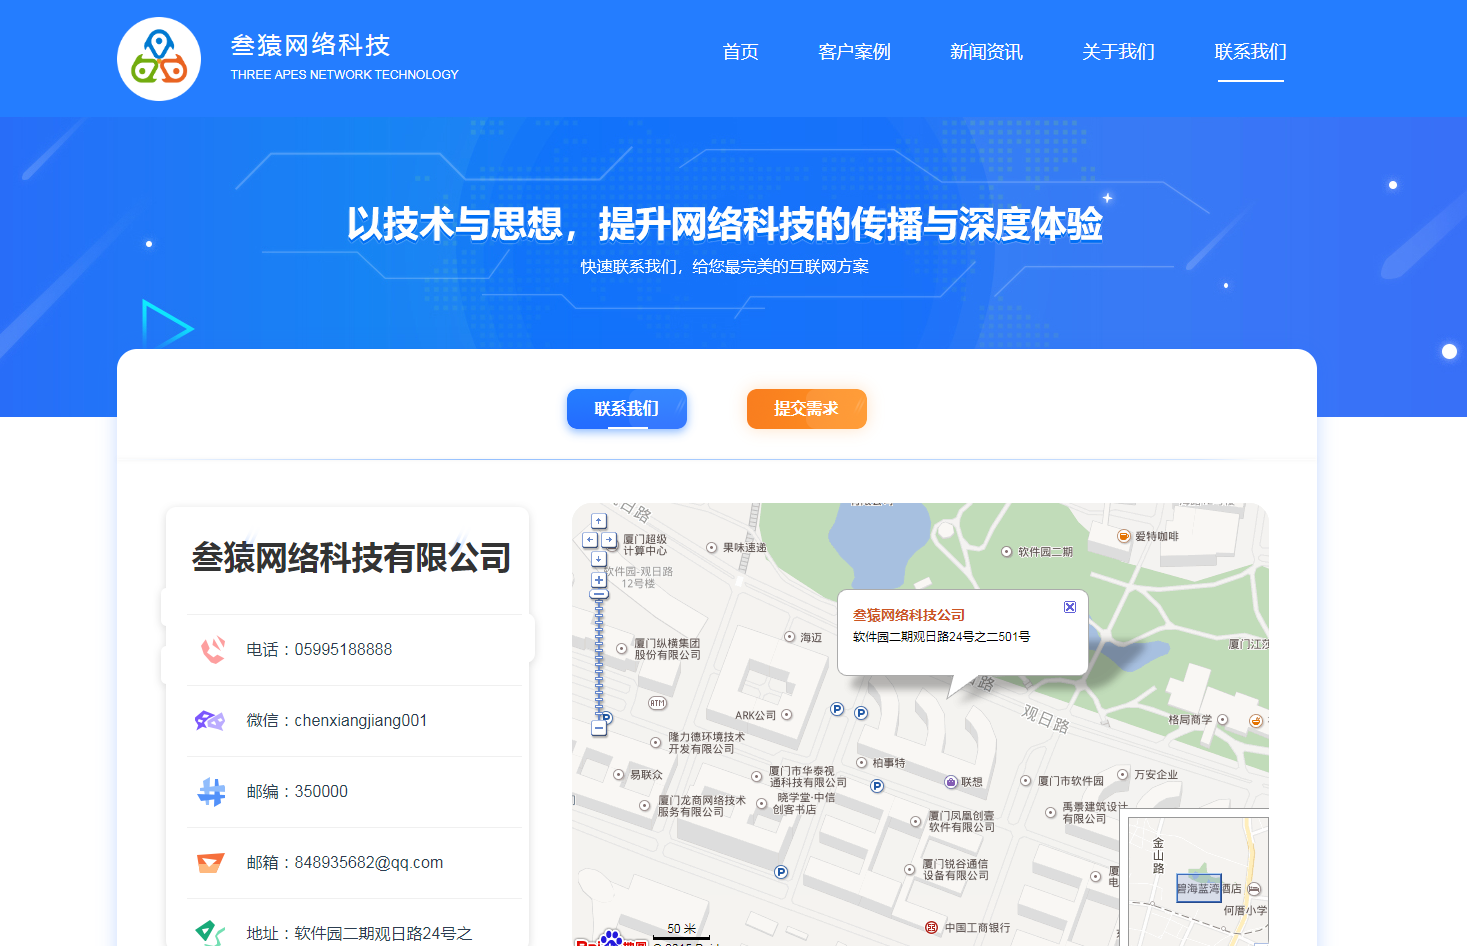 叁猿网络科技
THREE APES NETWORK TECHNOLOGY
首页
客户案例
新闻资讯
关于我们
联系我们
以技术与思想，提升网络科技的传播与深度体验
快速联系我们，给您最完美的互联网方案
联系我们
提交需求
叁猿网络科技有限公司
电话：05995188888
微信：chenxiangjiang001
邮编：350000
邮箱：848935682@qq.com
地址：软件园二期观日路24号之
厦门超级
计算中心
果味速递
软件园-观日路
12号楼
软件园二期
爱特咖啡
叁猿网络科技公司
软件园二期观日路24号之二501号
海迈
厦门纵横集团
股份有限公司
ATM
ARK公司
P
P
P
观日路
格局商学
隆力德环境技术
开发有限公司
柏事特
易联众
厦门市华泰视
通科技有限公司
P
联想
厦门市软件园
万安企业
厦门龙商网络技术
服务有限公司
晓学堂·中信
创客书店
厦门凤凰创壹
软件有限公司
禹景建筑设计
有限公司
金山路
P
厦门锐谷通信
设备有限公司
碧海蓝湾酒店
何厝小学
中国工商银行
50 米